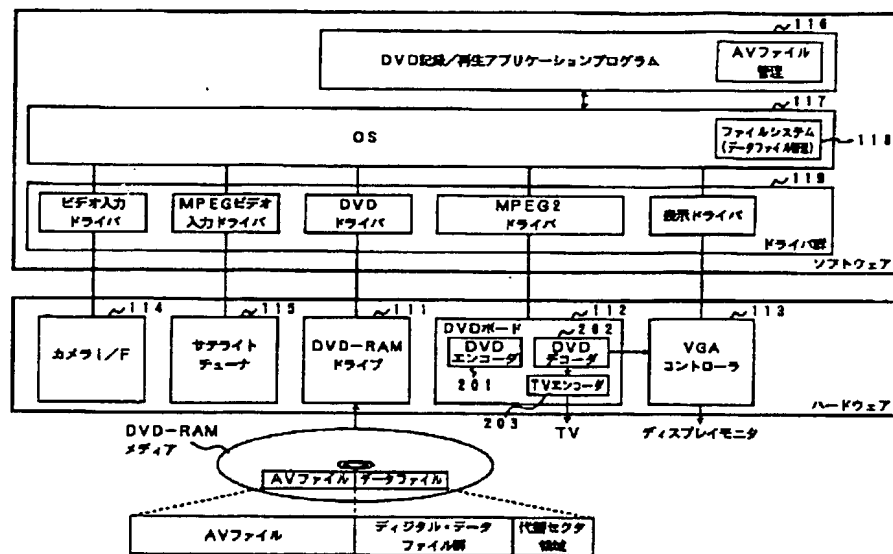 116
DVD記録/再生アプリケーションプログラム
AVファイル
管理
117
OS
ファイルシステム
(データファイル管理)
118
119
ビデオ入力
ドライバ
MPEGビデオ
入力ドライバ
DVD
ドライバ
MPEG2
ドライバ
表示ドライバ
ドライバ群
ソフトウェア
114
115
111
112
113
カメラi/F
サテライト
チューナ
DVD-RAM
ドライブ
DVDボード
202
DVD
エンコーダ
DVD
デコーダ
201
TVエンコーダ
203
VGA
コントローラ
ハードウェア
TV
ディスプレイモニタ
DVD-RAM
メディア
AVファイル
データファイル
AVファイル
ディジタル・データ
ファイル群
代替セクタ
領域